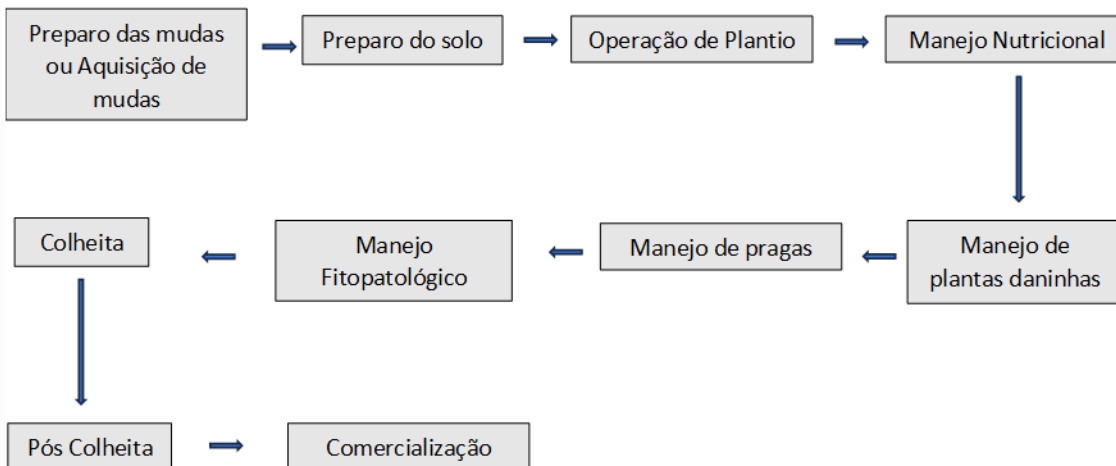 Preparo das mudas
ou Aquisição de
mudas
Preparo do solo
Operação de Plantio
Manejo Nutricional
Manejo de
plantas daninhas
Manejo de pragas
Manejo
Fitopatológico
Colheita
Pós Colheita
Comercialização